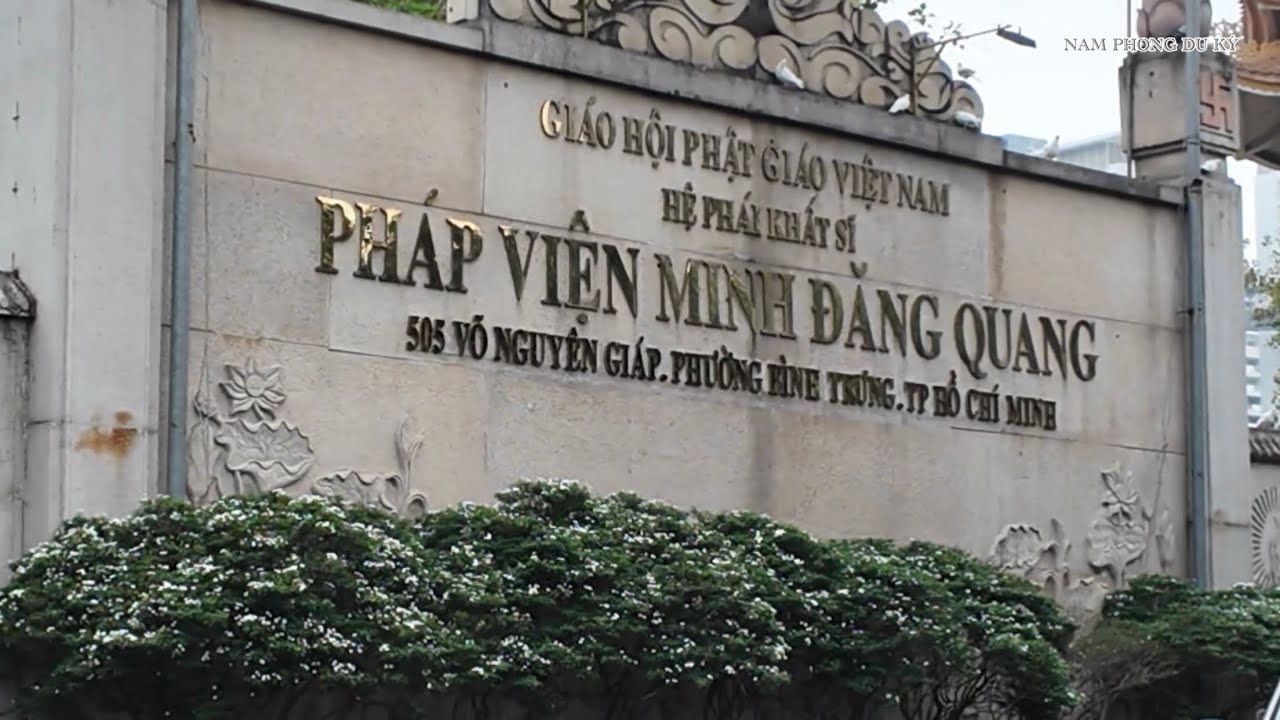 NAM PHONG DU KÝ
GIÁO HỘI PHẬT GIÁO VIỆT NAM
HỆ PHÁI KHẤT SĨ
PHÁP VIỆN MINH ĐĂNG QUANG
505 VÕ NGUYÊN GIÁP. PHƯỜNG BÌNH TRƯNG. TP HỒ CHÍ MINH